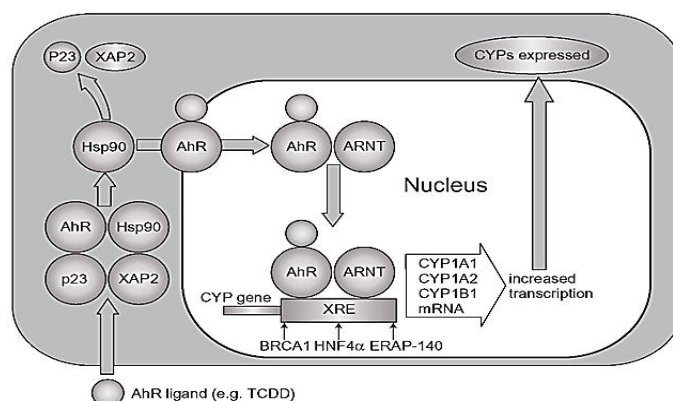 P23 XAP2
CYPs expressed
Hsp90
AhR
AhR ARNT
Nucleus
AhR Hsp90
p23 XAP2
AhR ARNT
CYP gene
XRE
CYP1A1
CYP1A2
CYP1B1
mRNA
increased
transcription
BRCA1 HNF4α ERAP-140
AhR ligand (e.g. TCDD)